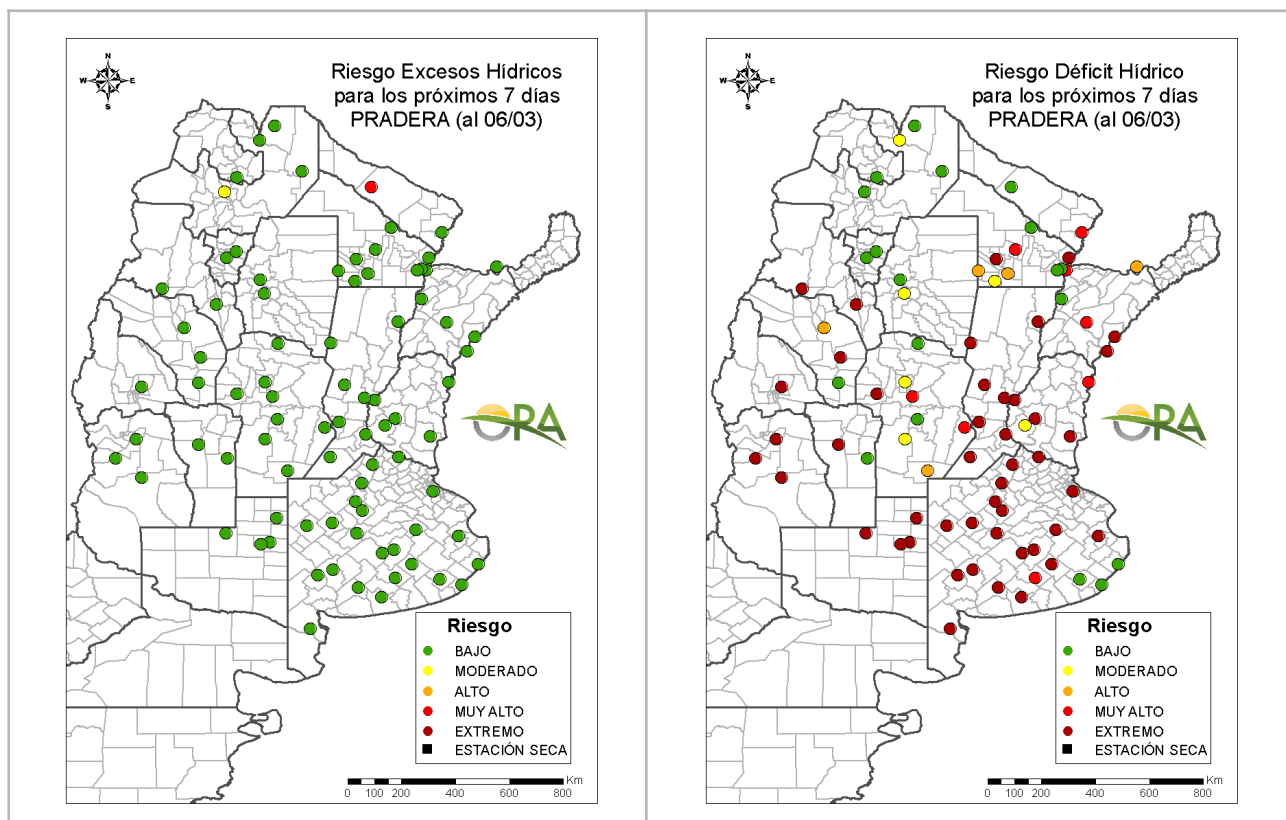 N
W E
S
Riesgo Excesos Hídricos
para los próximos 7 días
PRADERA (al 06/03)
ORA
Riesgo
BAJO
MODERADO
ALTO
MUY ALTO
EXTREMO
ESTACIÓN SECA
Km
0 100 200 400 600 800
N
W E
S
Riesgo Déficit Hídrico
para los próximos 7 días
PRADERA (al 06/03)
ORA
Riesgo
BAJO
MODERADO
ALTO
MUY ALTO
EXTREMO
ESTACIÓN SECA
Km
0 100 200 400 600 800